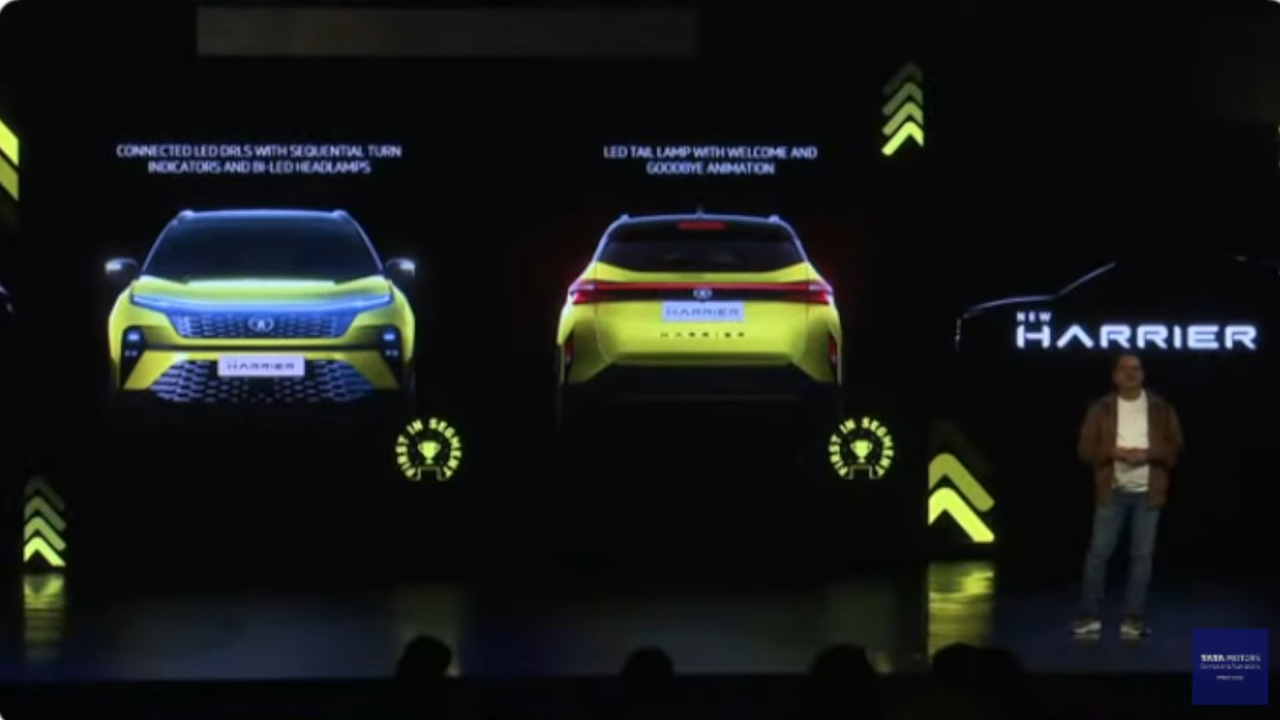 CONNECTED LED DRLS WITH SEQUENTIAL TURN
INDICATORS AND BI-LED HEADLAMPS
LED TAIL LAMP WITH WELCOME AND
GOODBYE ANIMATION
HARRIER
HARRIER
HARRIER
NEW
HARRIER
FIRST IN SEGMENT
FIRST IN SEGMENT
TATA MOTORS